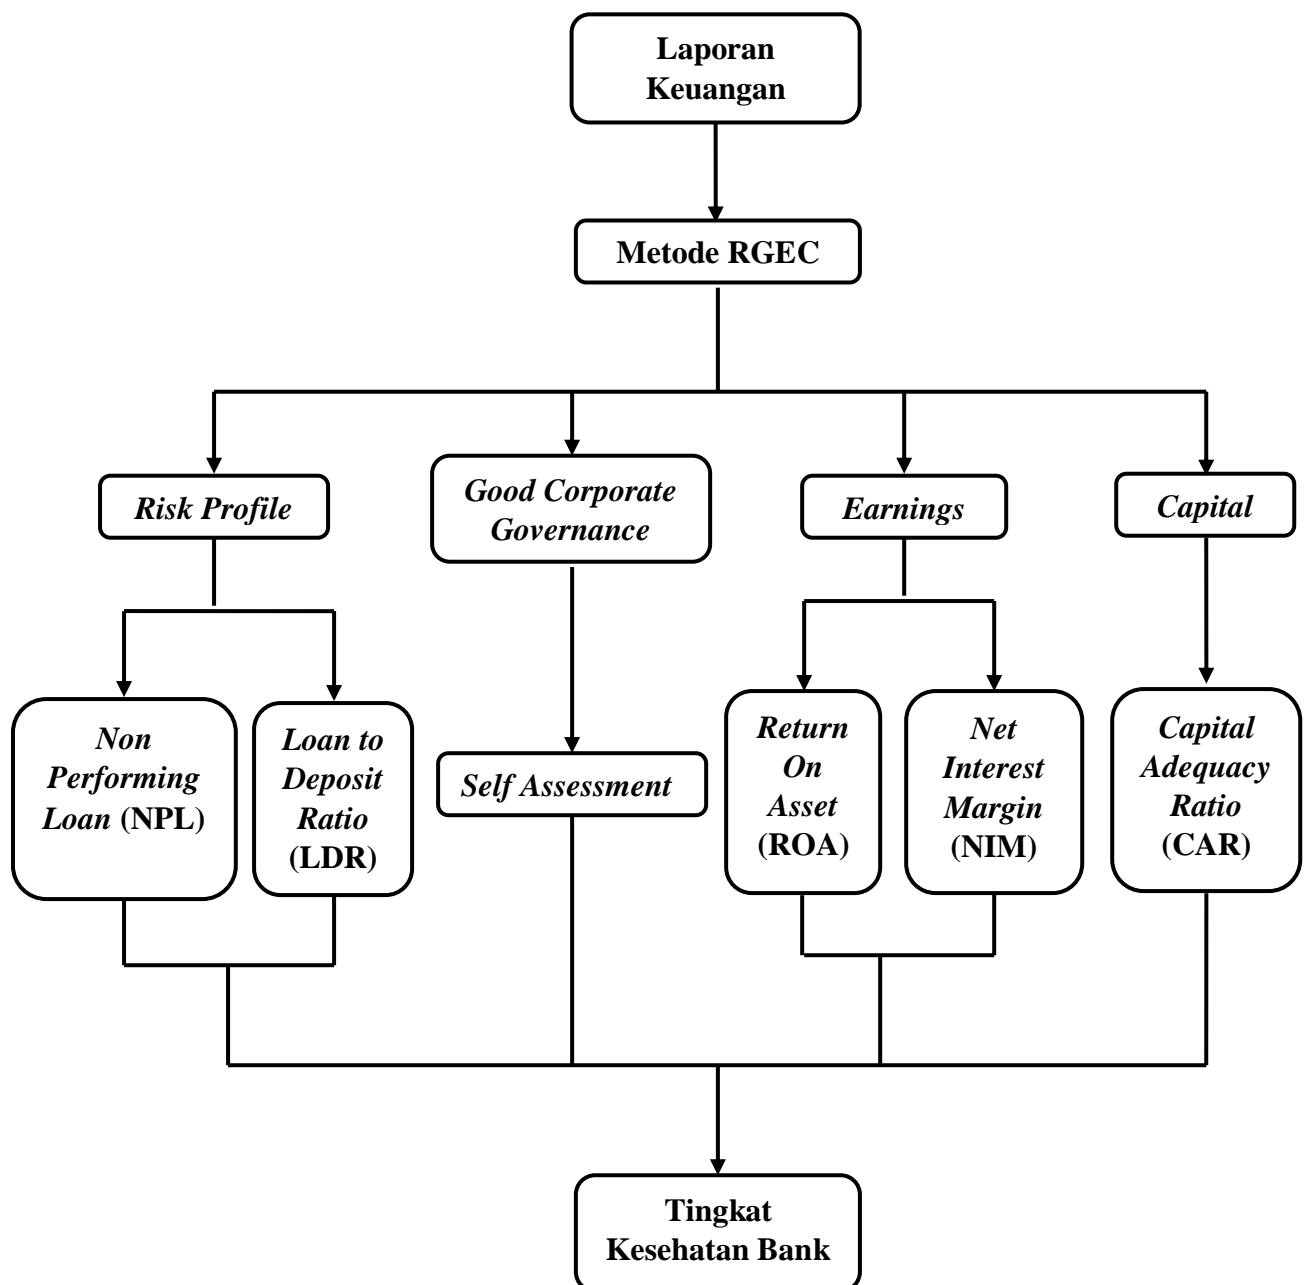 Laporan
Keuangan
Metode RGEC
Risk Profile
Good Corporate
Governance
Earnings
Capital
Non
Performing
Loan (NPL)
Loan to
Deposit
Ratio
(LDR)
Self Assessment
Return
On
Asset
(ROA)
Net
Interest
Margin
(NIM)
Capital
Adequacy
Ratio
(CAR)
Tingkat
Kesehatan Bank